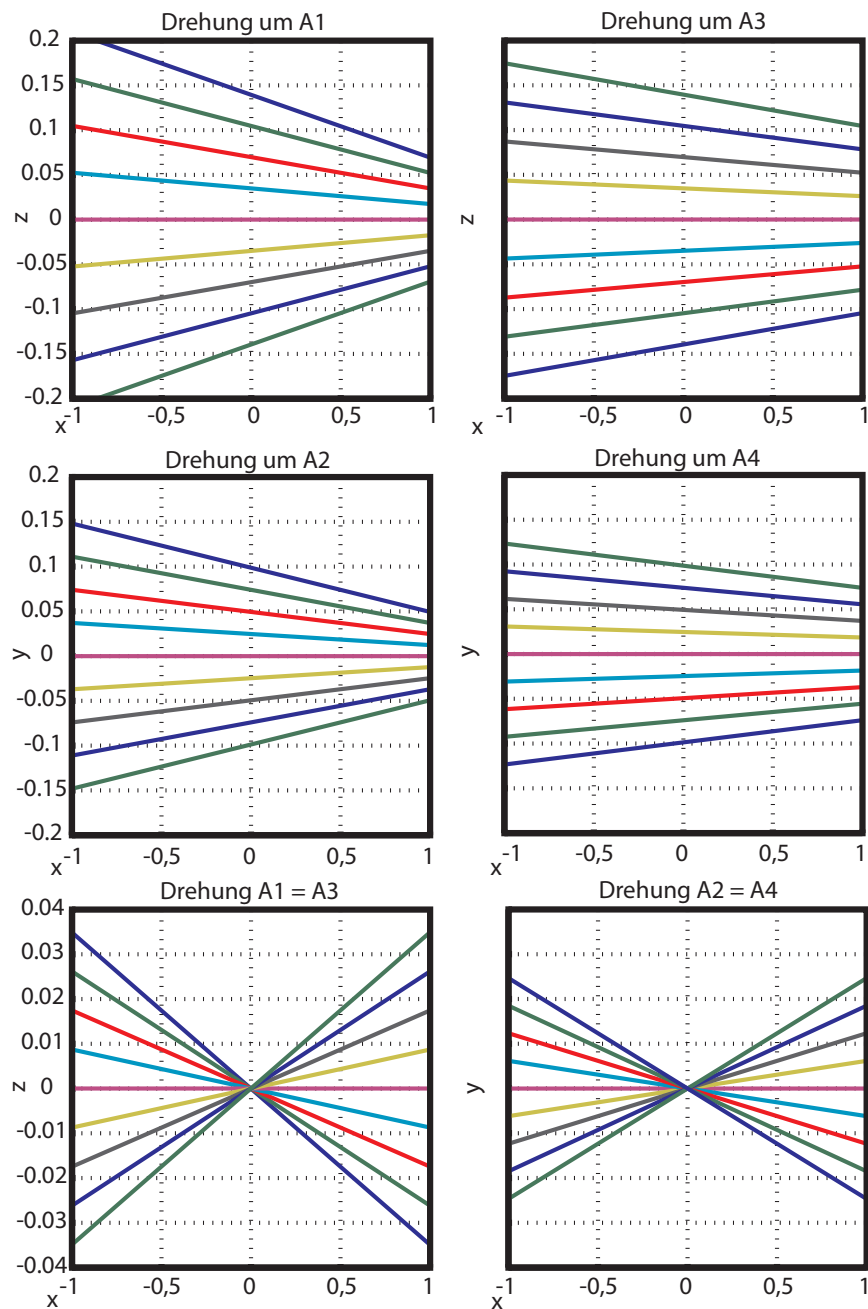 Drehung um A1
0.2
0.15
0.1
0.05
0
-0.05
-0.1
-0.15
-0.2
z
-1 -0,5 0 0,5 1
x
Drehung um A3
z
-1 -0,5 0 0,5 1
x
Drehung um A2
0.2
0.15
0.1
0.05
0
-0.05
-0.1
-0.15
-0.2
y
-1 -0,5 0 0,5 1
x
Drehung um A4
y
-1 -0,5 0 0,5 1
x
Drehung A1 = A3
0.04
0.03
0.02
0.01
0
-0.01
-0.02
-0.03
-0.04
z
-1 -0,5 0 0,5 1
x
Drehung A2 = A4
y
-1 -0,5 0 0,5 1
x